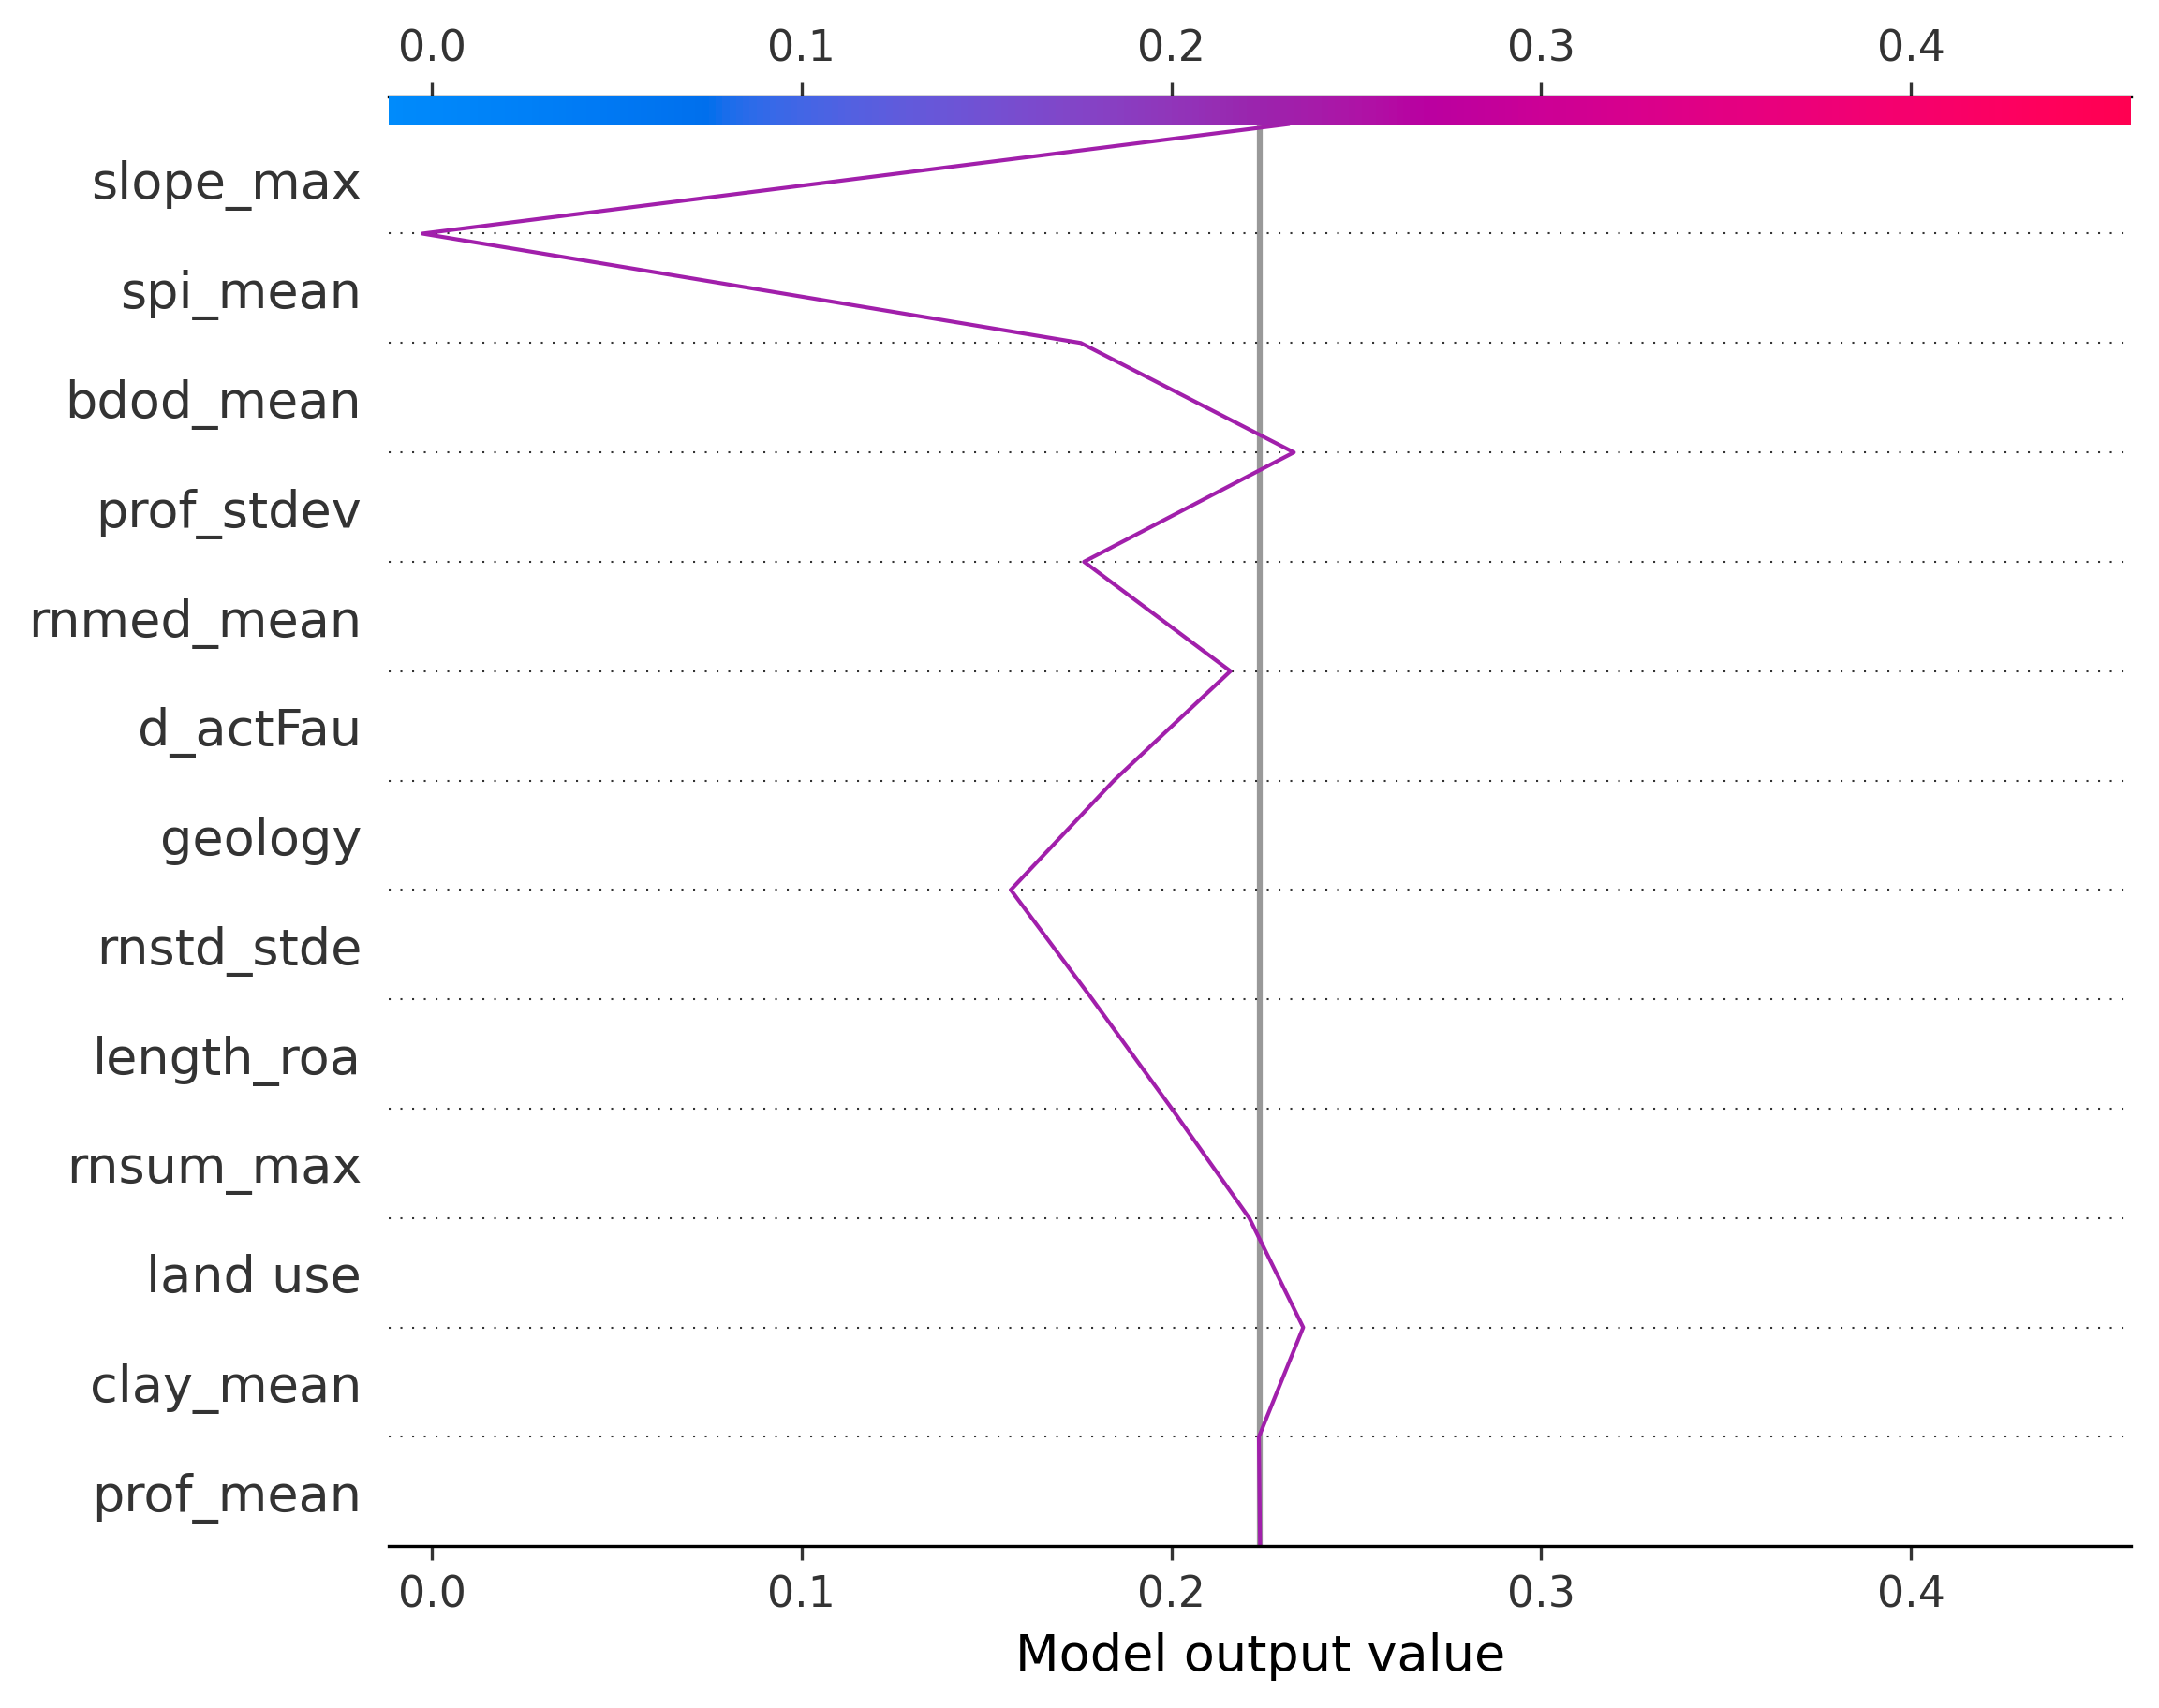 0.0 0.1 0.2 0.3 0.4
slope_max
spi_mean
bdod_mean
prof_stdev
rnmed_mean
d_actFau
geology
rnstd_stde
length_roa
rnsum_max
land use
clay_mean
prof_mean
0.0 0.1 0.2 0.3 0.4
Model output value